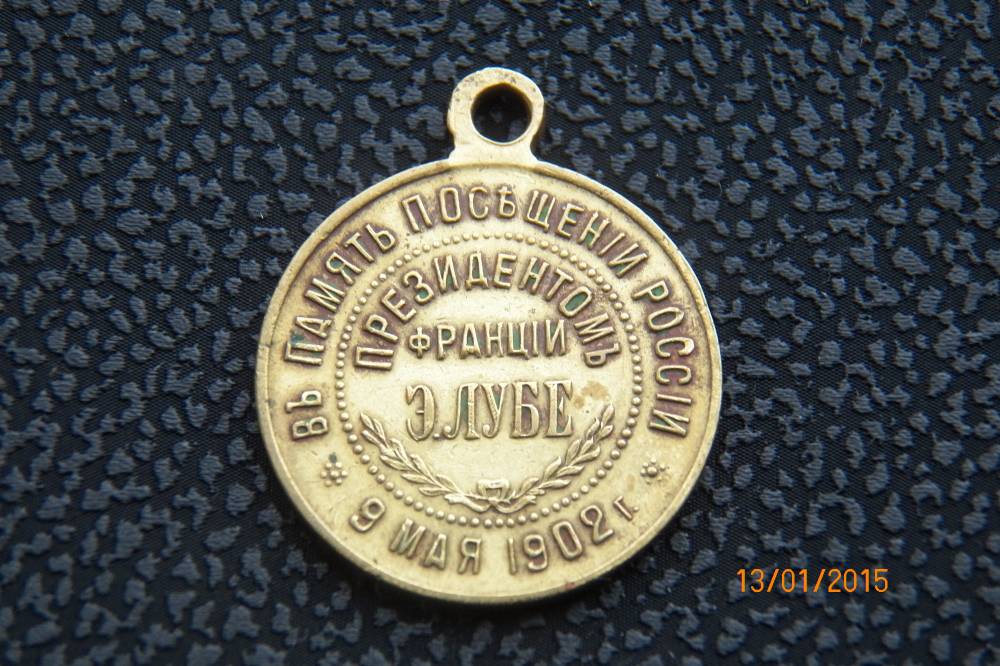 ВЪ ПАМЯТЬ ПОСѢЩЕНІИ РОССІИ
ПРЕЗИДЕНТОМЪ
ФРАНЦІИ
Э.ЛУБЕ
9 МАЯ 1902 Г.
13/01/2015